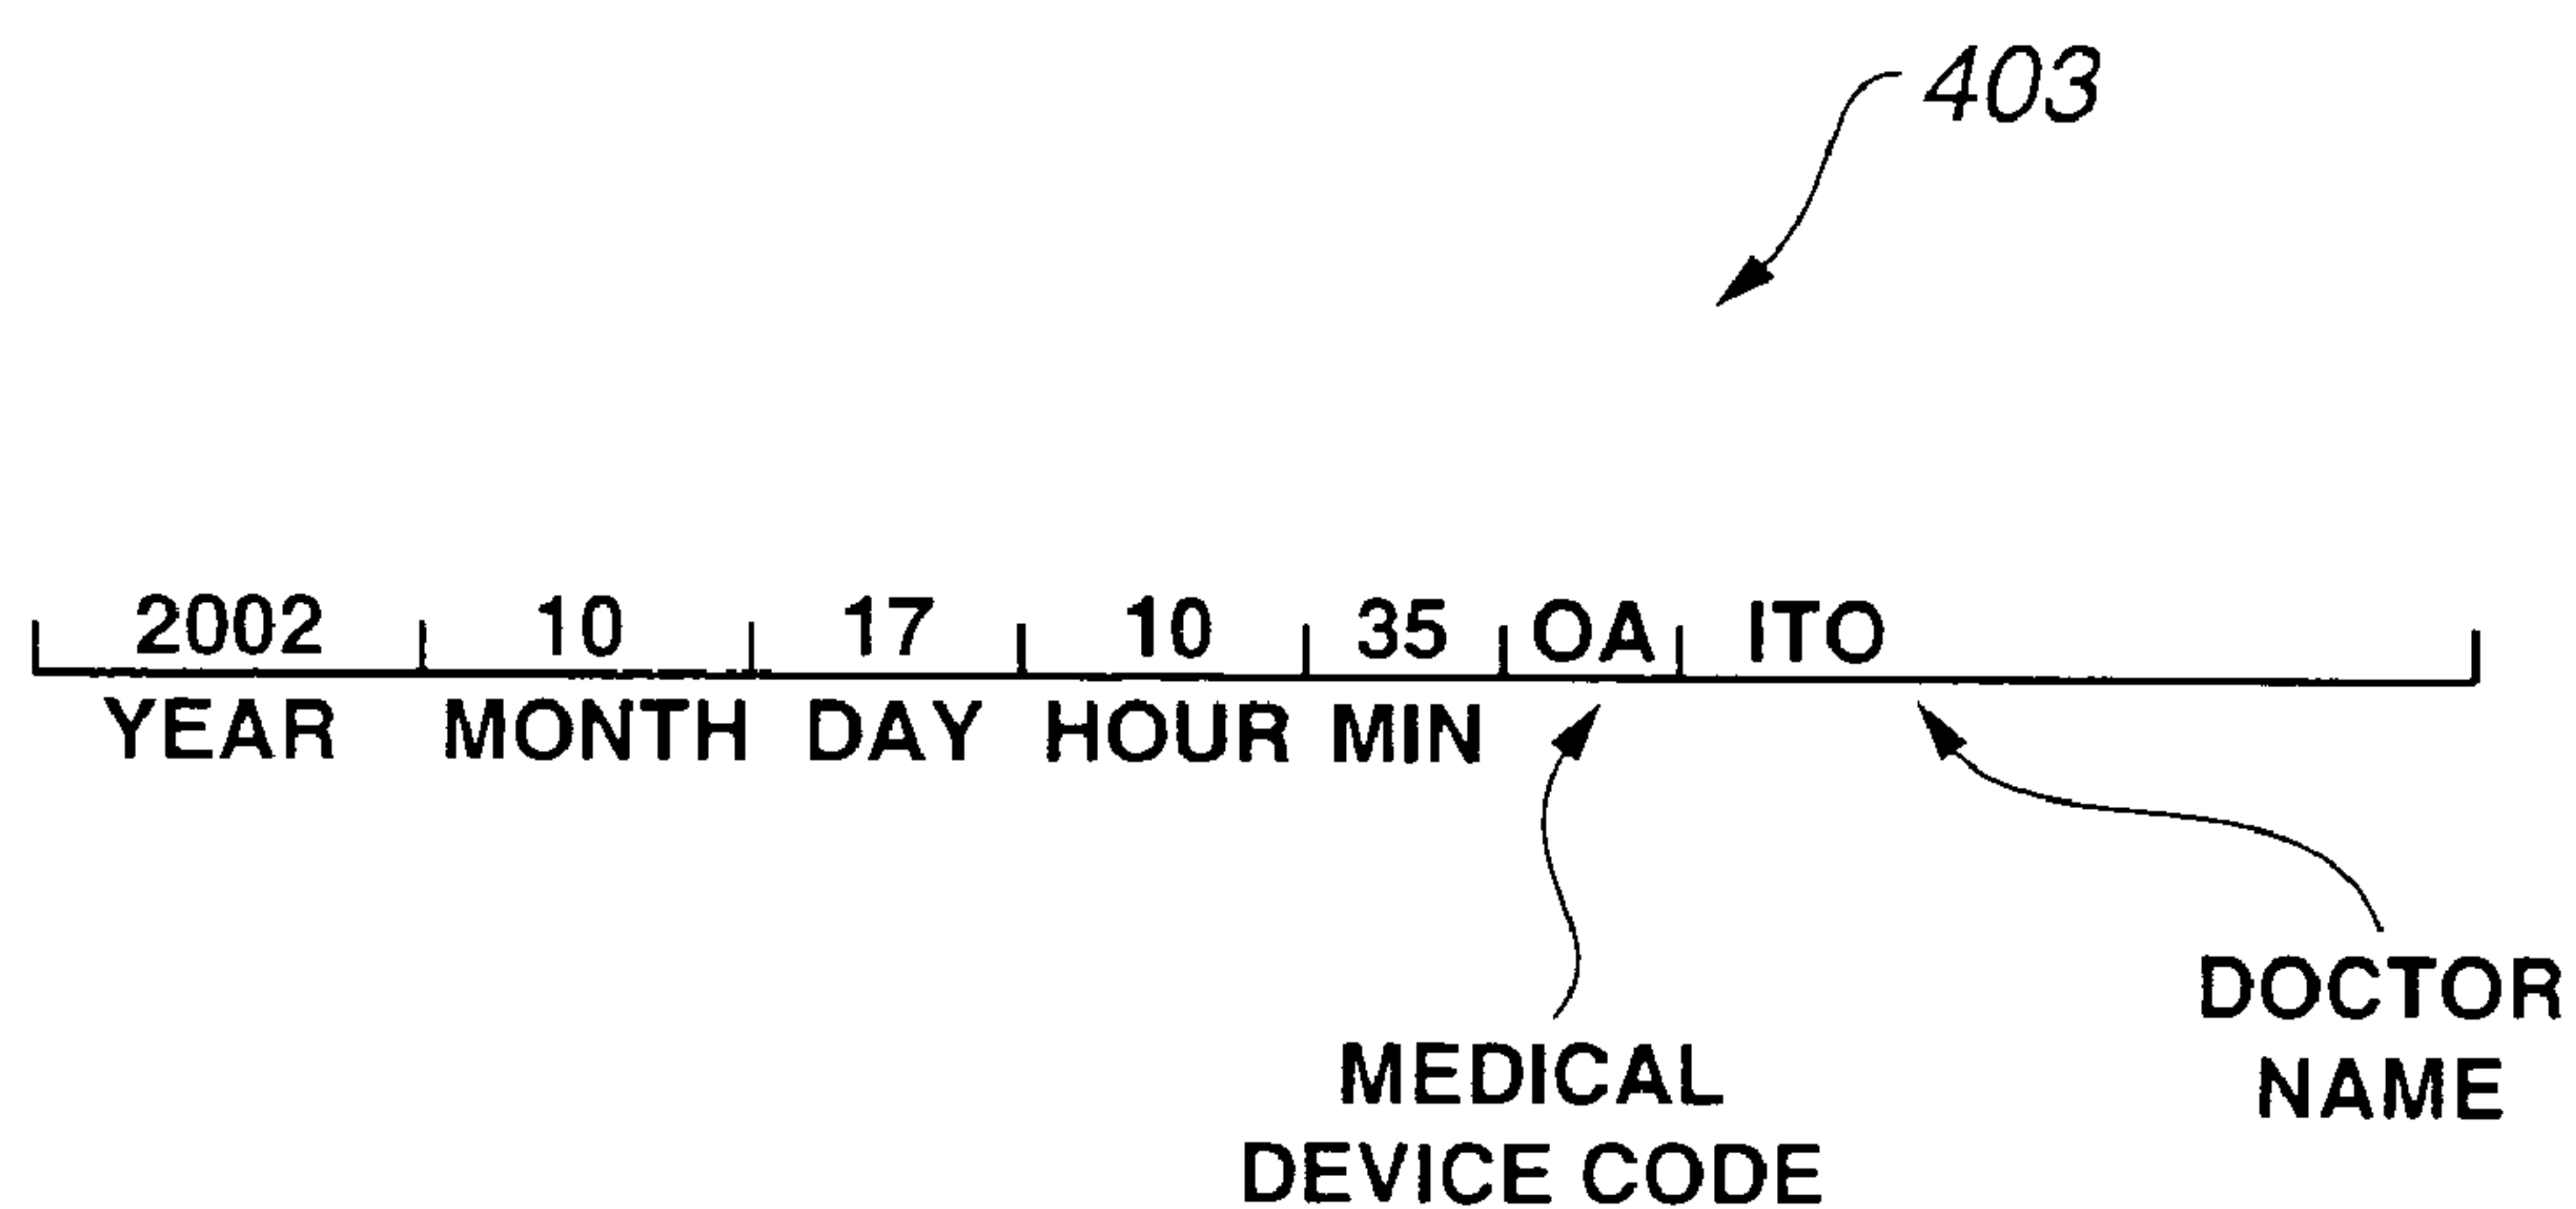 403
2002 10 17 10 35 OA ITO
YEAR MONTH DAY HOUR MIN
DOCTOR
NAME
MEDICAL
DEVICE CODE